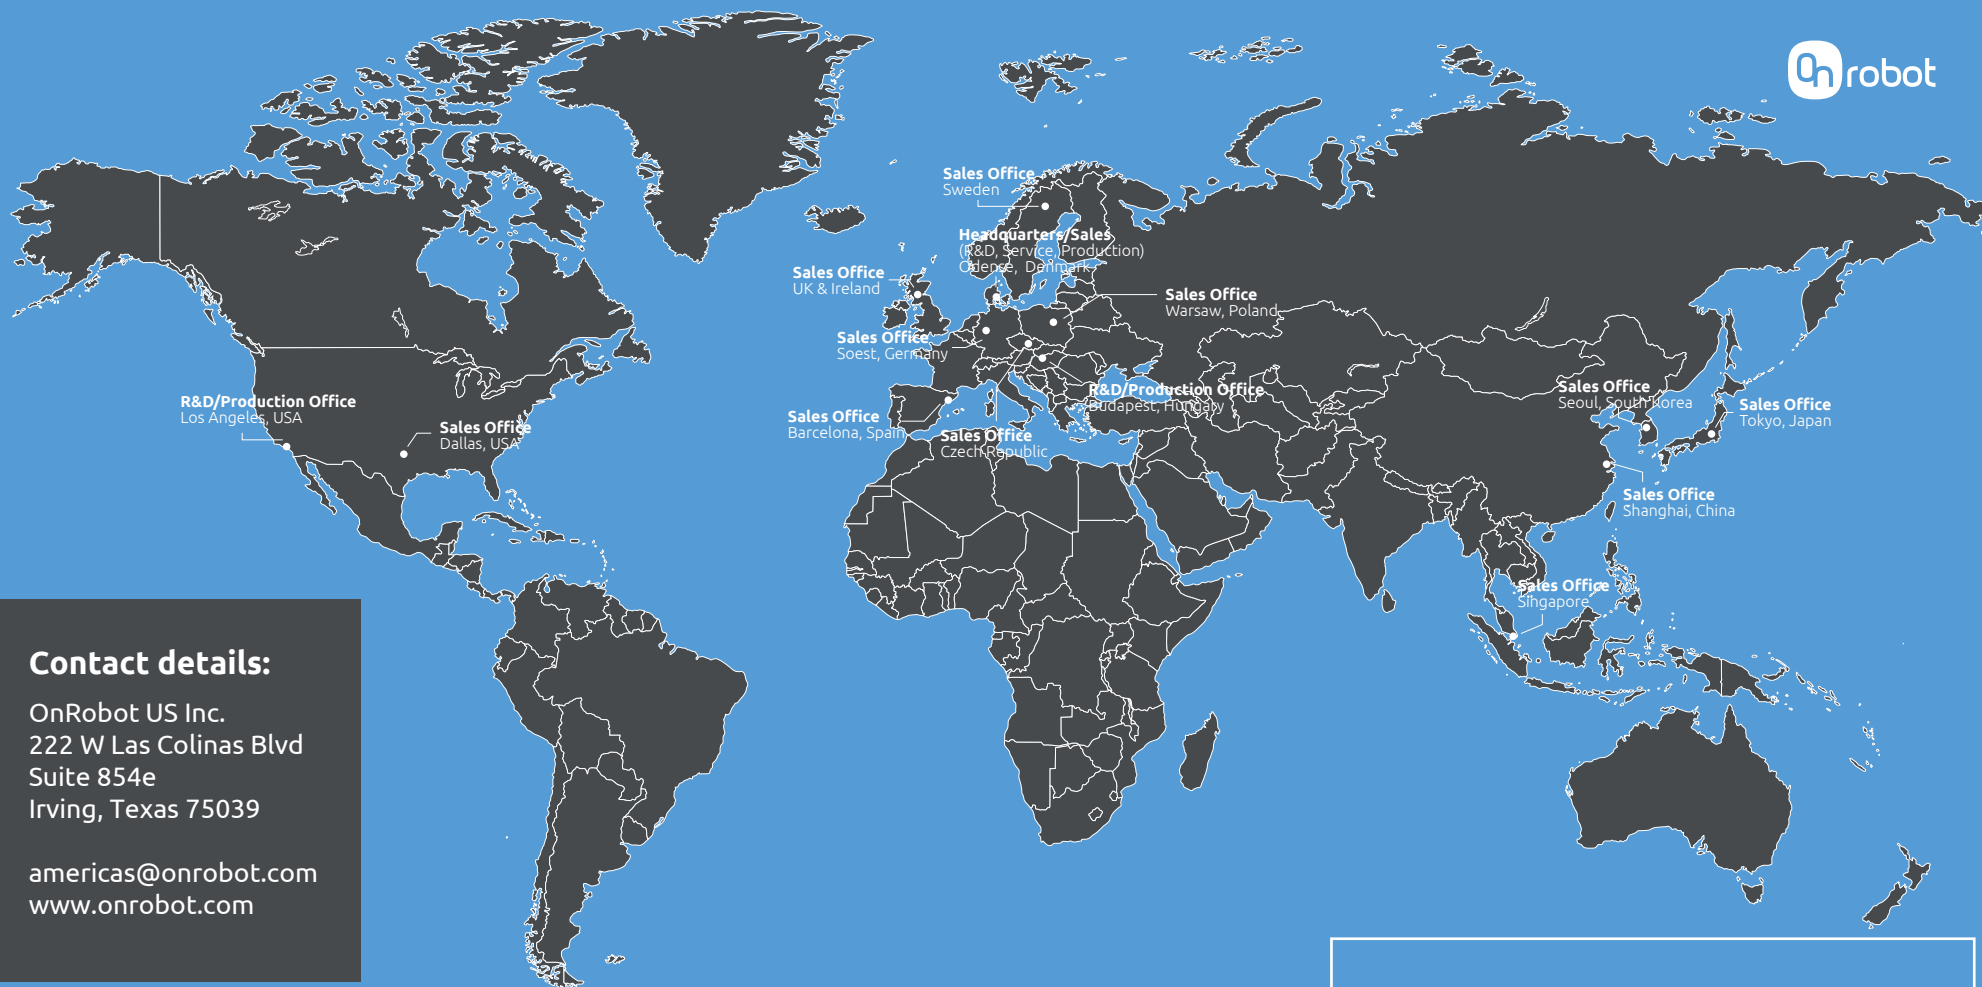 On robot
Sales Office
Sweden
Headquarters/Sales
(R&D, Service, Production)
Odense, Denmark
Sales Office
UK & Ireland
Sales Office
Warsaw, Poland
Sales Office
Soest, Germany
R&D/Production Office
Budapest, Hungary
Sales Office
Barcelona, Spain
Sales Office
Czech Republic
R&D/Production Office
Los Angeles, USA
Sales Office
Dallas, USA
Sales Office
Seoul, South Korea
Sales Office
Tokyo, Japan
Sales Office
Shanghai, China
Sales Office
Singapore
Contact details:
OnRobot US Inc.
222 W Las Colinas Blvd
Suite 854e
Irving, Texas 75039
americas@onrobot.com
www.onrobot.com